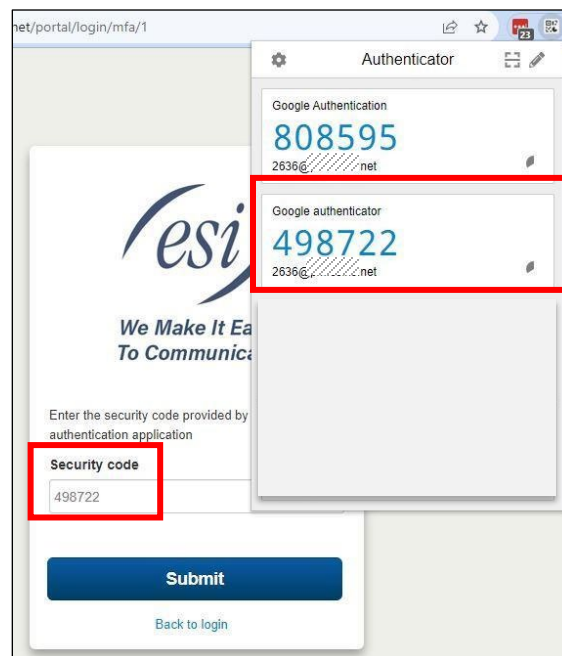 net/portal/login/mfa/1
23
Authenticator
Google Authentication
808595
2636@ net
Google authenticator
498722
2636@ net
esi
We Make It Ea
To Communica
Enter the security code provided by
authentication application
Security code
498722
Submit
Back to login